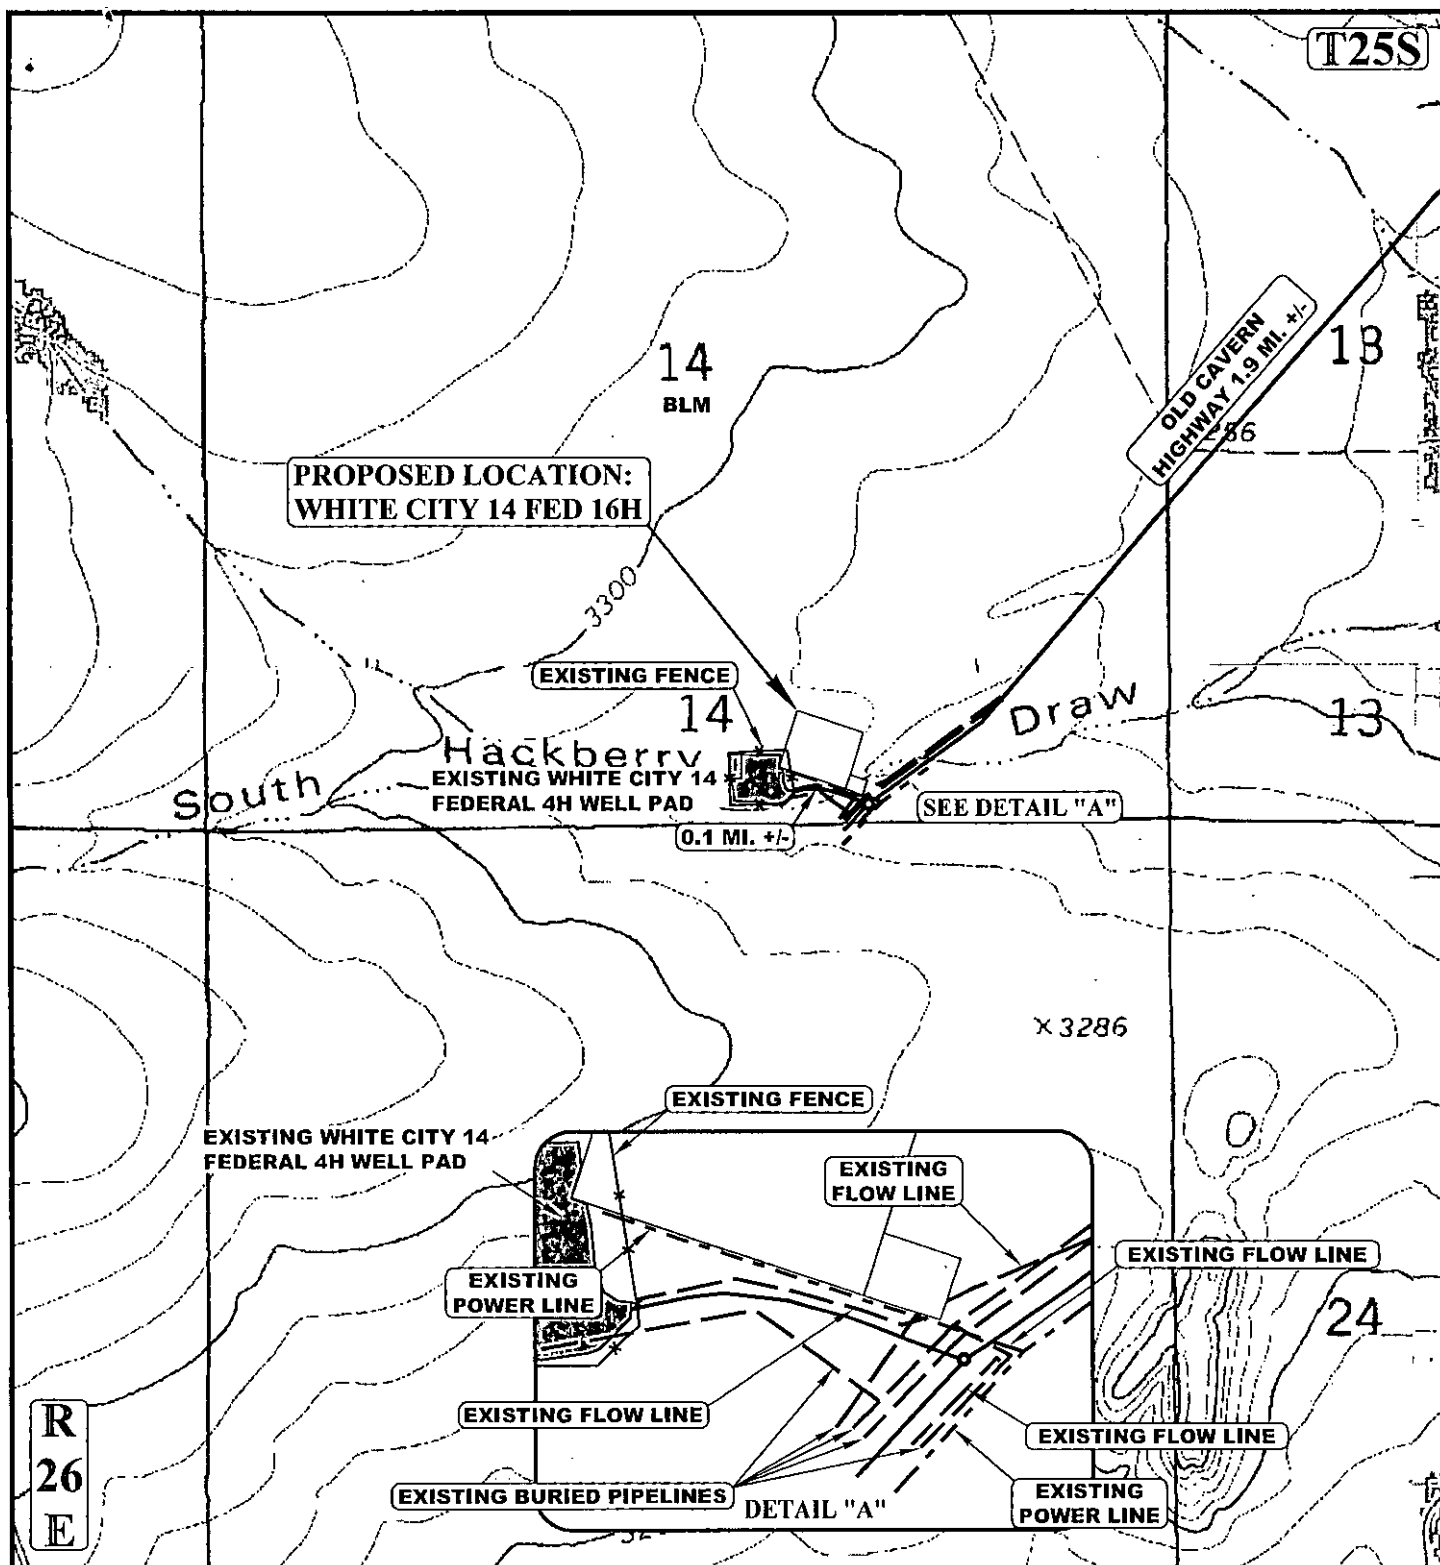 T25S
13
OLD CAVERN
HIGHWAY 1.9 MI. +/-
14
BLM
PROPOSED LOCATION:
WHITE CITY 14 FED 16H
3300
EXISTING FENCE
14
13
South Hackberry Draw
EXISTING WHITE CITY 14
FEDERAL 4H WELL PAD
SEE DETAIL "A"
0.1 MI. +/-
3286
EXISTING FENCE
EXISTING WHITE CITY 14
FEDERAL 4H WELL PAD
EXISTING
FLOW LINE
EXISTING FLOW LINE
EXISTING
POWER LINE
24
EXISTING FLOW LINE
EXISTING FLOW LINE
EXISTING BURIED PIPELINES
DETAIL "A"
EXISTING
POWER LINE
R
26
E